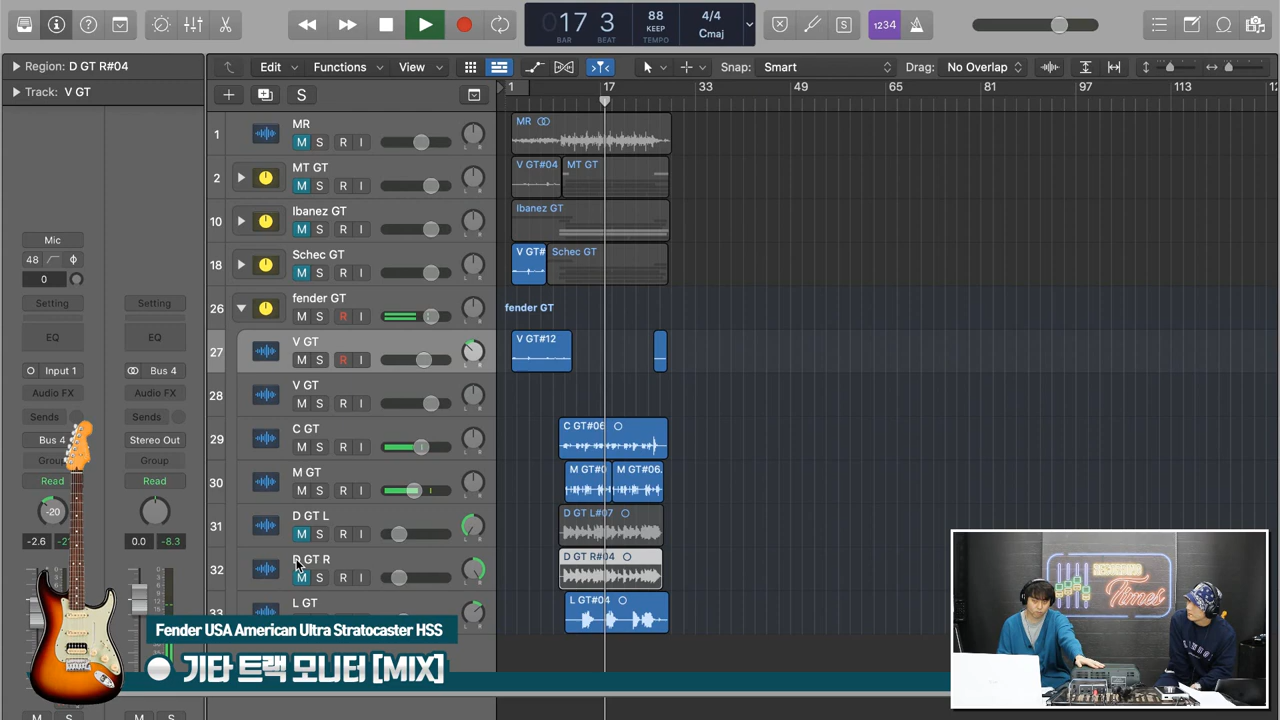 17 3
BAR BEAT
88
KEEP
TEMPO
4/4
Cmaj
1234
S
Region: D GT R#04
Track: V GT
Edit
Functions
View
Snap: Smart
Drag: No Overlap
S
1 17 33 49 65 81 97 113
1
MR
M S R I
MR
2
MT GT
M S R I
V GT#04
MT GT
10
Ibanez GT
M S R I
Ibanez GT
18
Schec GT
M S R I
V GT#
Schec GT
26
fender GT
M S R I
fender GT
27
V GT
M S R I
V GT#12
28
V GT
M S R I
29
C GT
M S R I
C GT#06
30
M GT
M S R I
M GT#0
M GT#06.
31
D GT L
M S R I
D GT L#07
32
D GT R
M S R I
D GT R#04
33
L GT
L GT#04
Mic
48
0
Setting
Setting
EQ
EQ
Input 1
Bus 4
Audio FX
Audio FX
Sends
Sends
Bus 4
Stereo Out
Group
Read
Read
-20
-2.6
0.0 -8.3
Fender USA American Ultra Stratocaster HSS
기타 트랙 모니터 [MIX]
Times